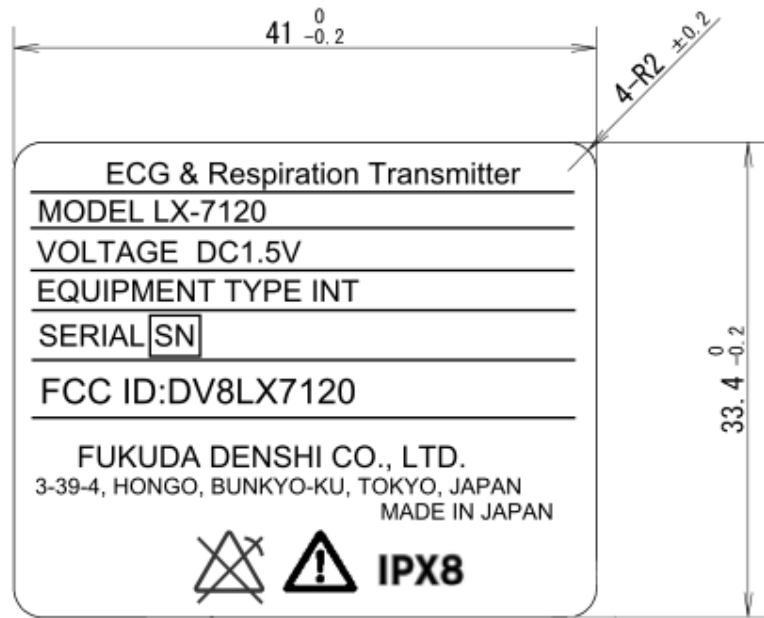 41 0 -0.2
4-R2 ±0.2
ECG & Respiration Transmitter
MODEL LX-7120
VOLTAGE DC1.5V
EQUIPMENT TYPE INT
SERIAL SN
FCC ID:DV8LX7120
33.4 0 -0.2
FUKUDA DENSHI CO., LTD.
3-39-4, HONGO, BUNKYO-KU, TOKYO, JAPAN
MADE IN JAPAN
! IPX8